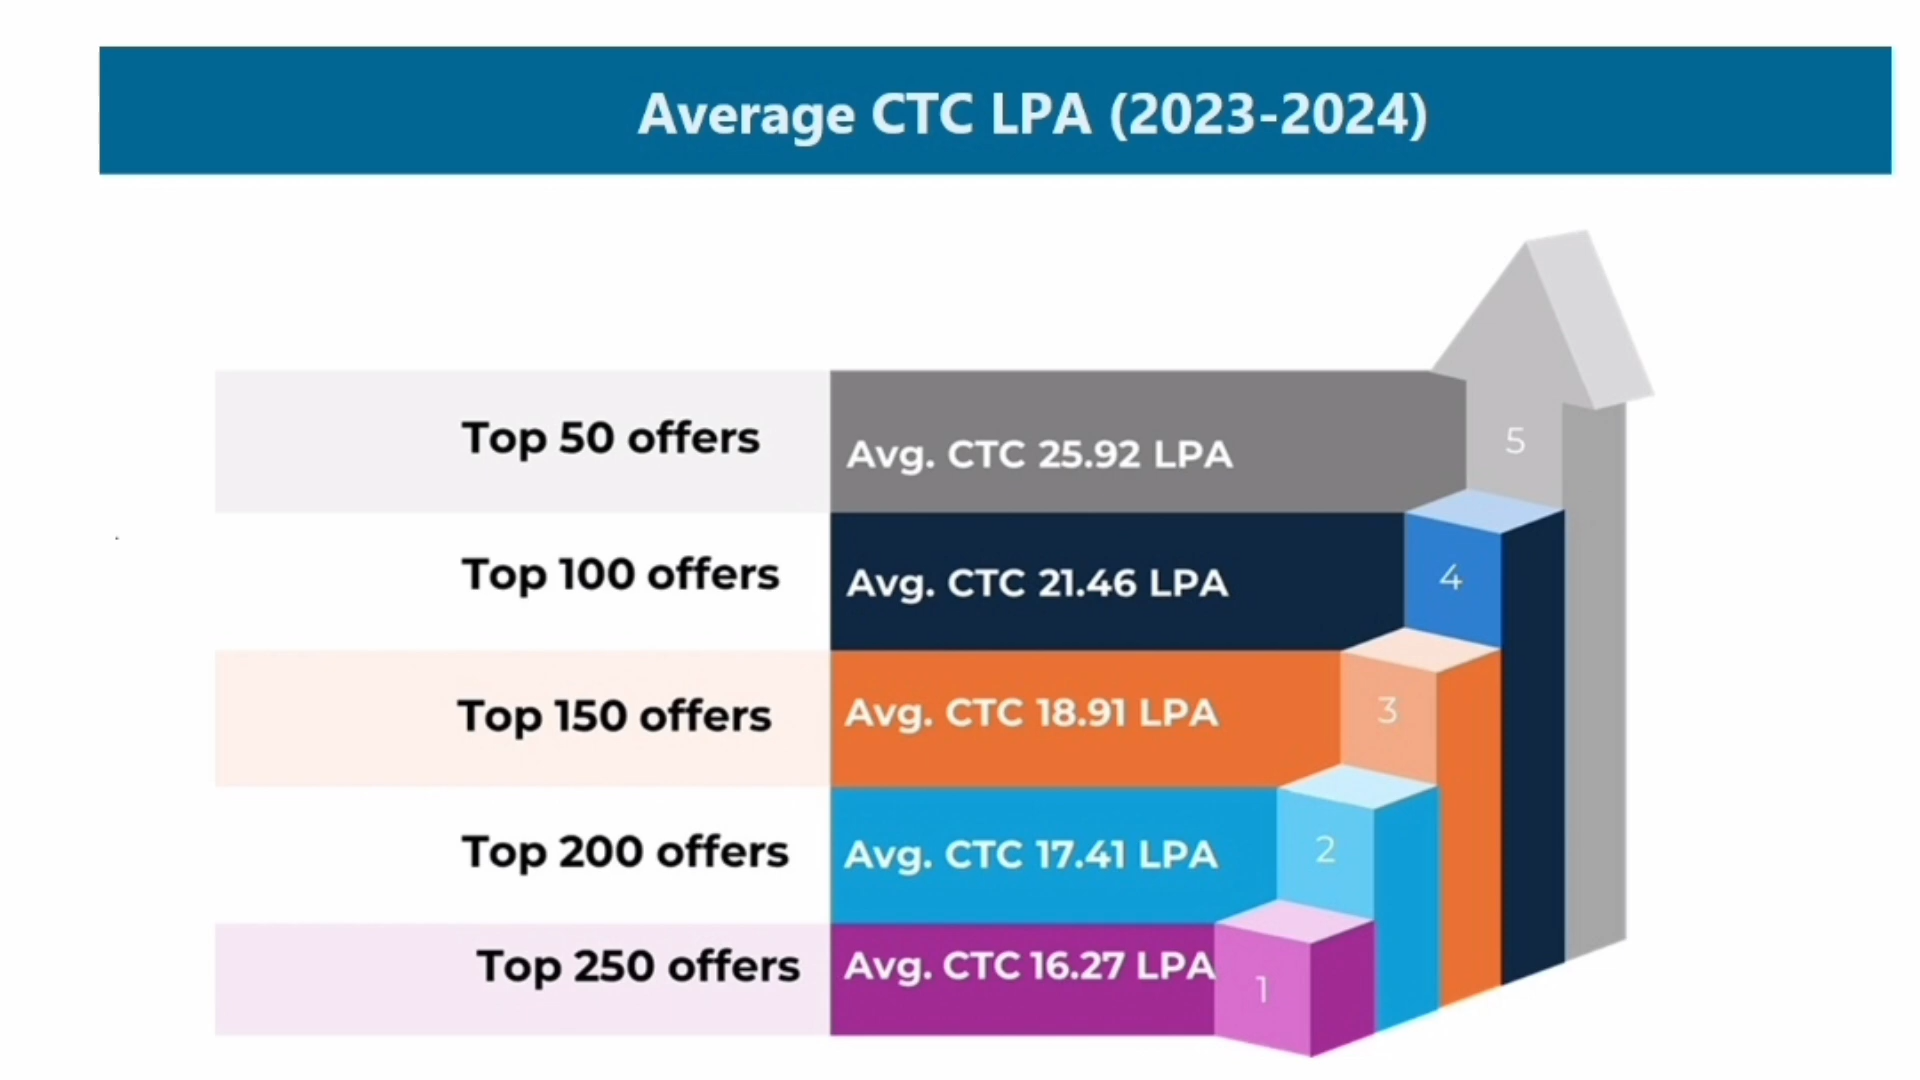 Average CTC LPA (2023-2024)
Top 50 offers
Avg. CTC 25.92 LPA
5
Top 100 offers
Avg. CTC 21.46 LPA
4
Top 150 offers
Avg. CTC 18.91 LPA
3
Top 200 offers
Avg. CTC 17.41 LPA
2
Top 250 offers
Avg. CTC 16.27 LPA
1